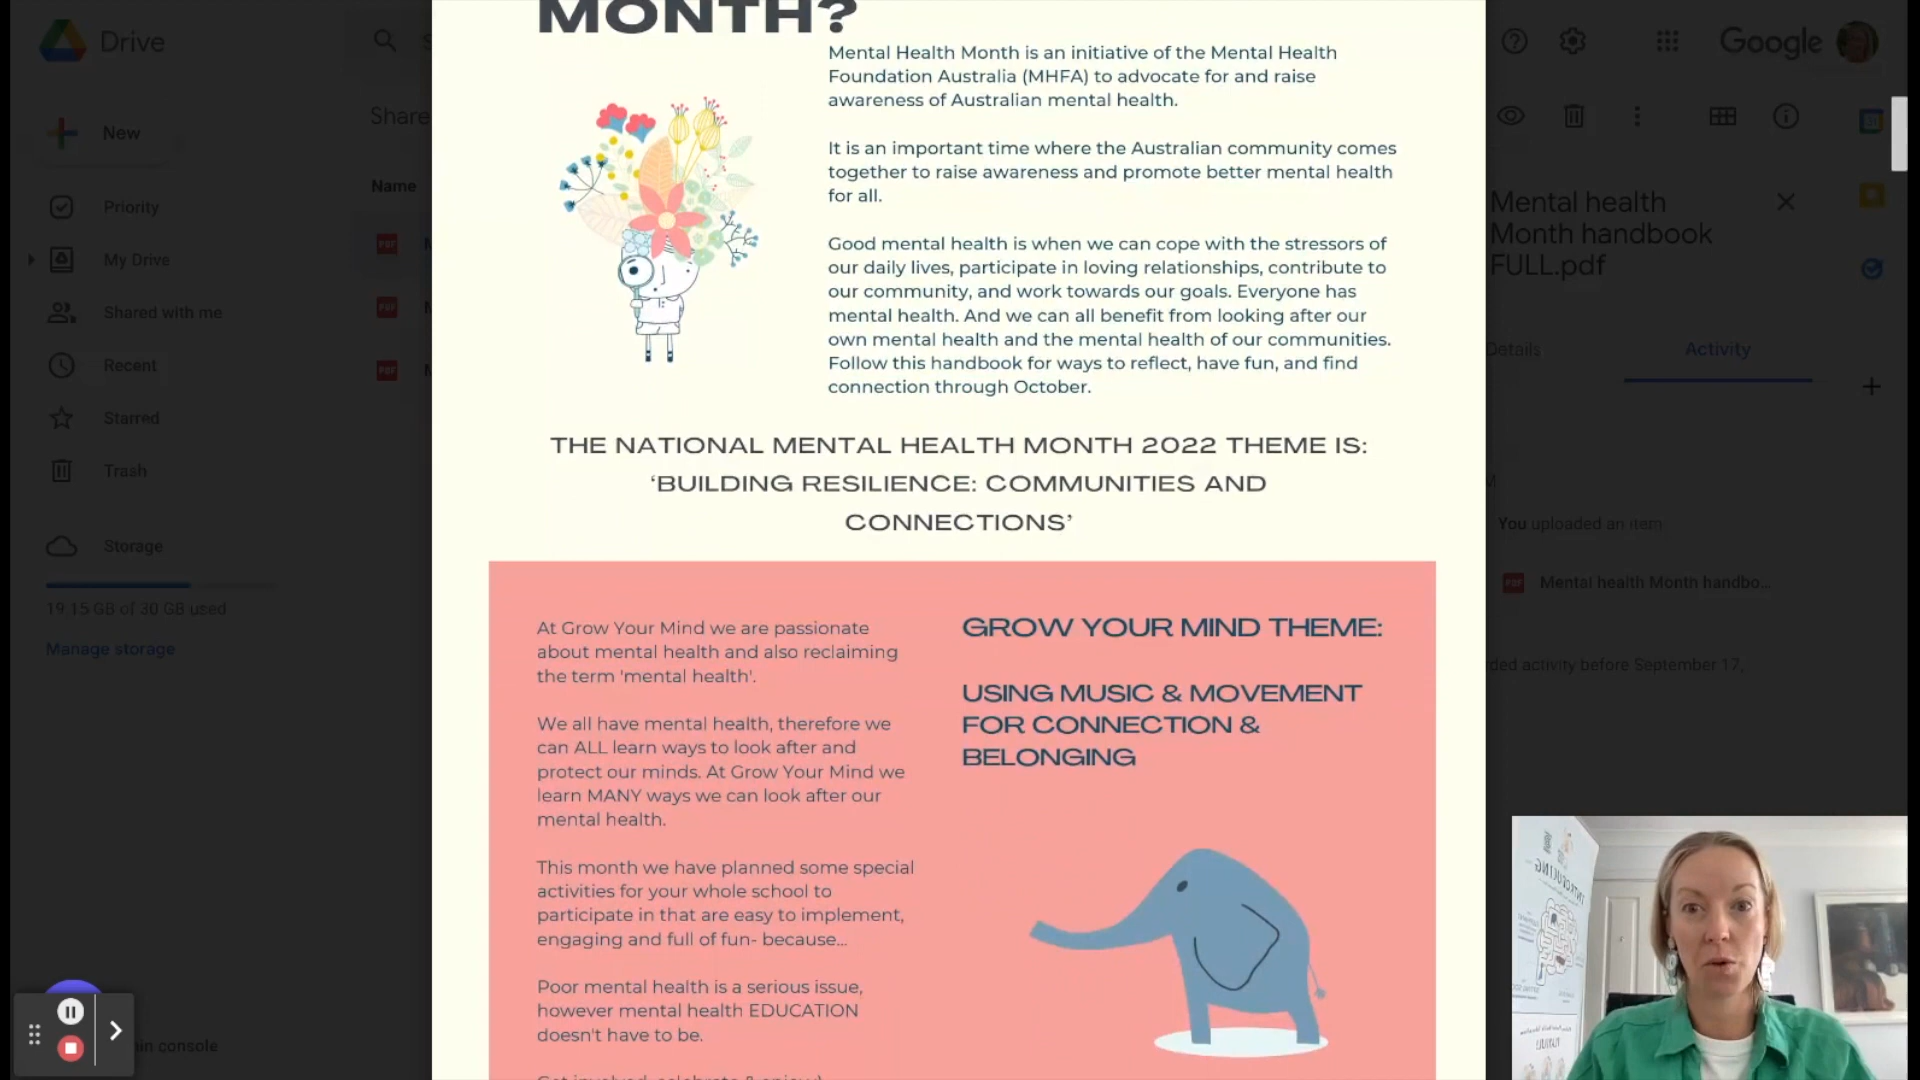 MONTH?
Drive
Google
New
Share
Name
Priority
My Drive
Shared with me
Recent
Starred
Trash
Storage
19.15 GB of 30 GB used
Manage storage
in console
Mental Health Month is an initiative of the Mental Health
Foundation Australia (MHFA) to advocate for and raise
awareness of Australian mental health.
It is an important time where the Australian community comes
together to raise awareness and promote better mental health
for all.
Good mental health is when we can cope with the stressors of
our daily lives, participate in loving relationships, contribute to
our community, and work towards our goals. Everyone has
mental health. And we can all benefit from looking after our
own mental health and the mental health of our communities.
Follow this handbook for ways to reflect, have fun, and find
connection through October.
THE NATIONAL MENTAL HEALTH MONTH 2022 THEME IS:
‘BUILDING RESILIENCE: COMMUNITIES AND
CONNECTIONS’
At Grow Your Mind we are passionate
about mental health and also reclaiming
the term 'mental health'.
We all have mental health, therefore we
can ALL learn ways to look after and
protect our minds. At Grow Your Mind we
learn MANY ways we can look after our
mental health.
This month we have planned some special
activities for your whole school to
participate in that are easy to implement,
engaging and full of fun- because...
Poor mental health is a serious issue,
however mental health EDUCATION
doesn't have to be.
GROW YOUR MIND THEME:
USING MUSIC & MOVEMENT
FOR CONNECTION &
BELONGING
Mental health
Month handbook
FULL.pdf
Details
Activity
You uploaded an item
PDF
Mental health Month handbo...
ded activity before September 17,
INTRODUCING